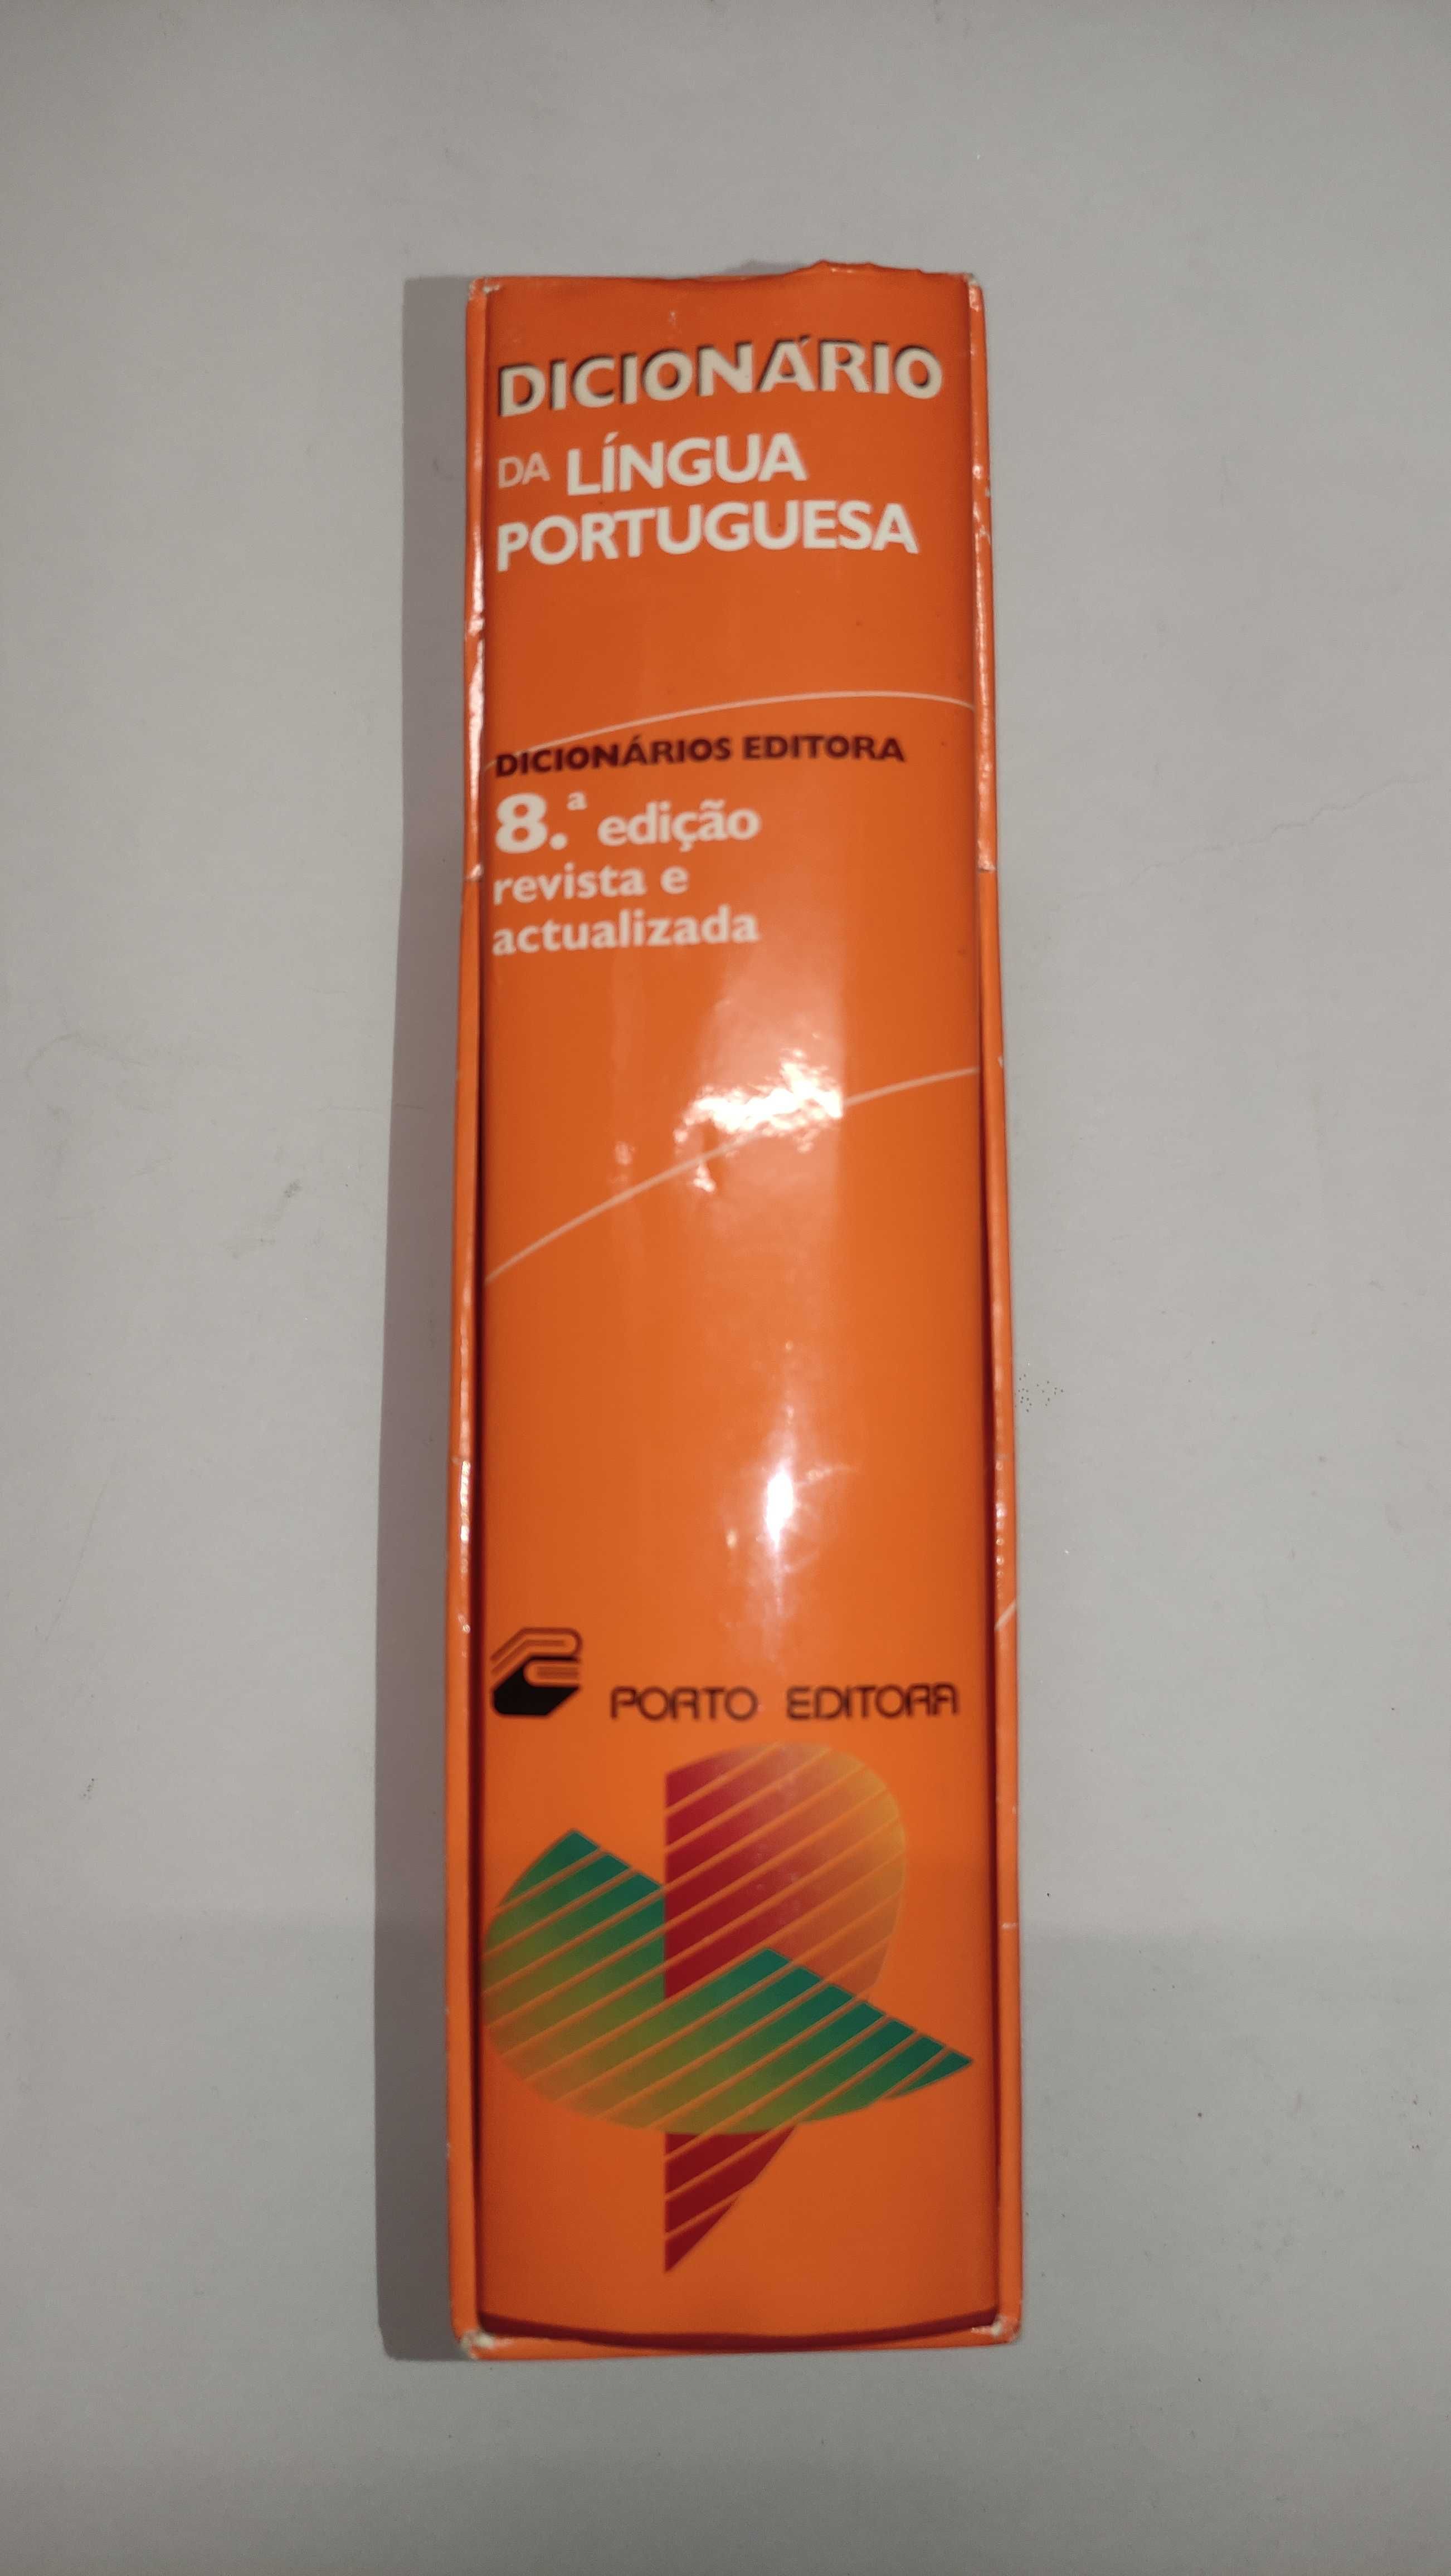 DICIONÁRIO
DA LÍNGUA
PORTUGUESA
DICIONÁRIOS EDITORA
8.ª edição
revista e
actualizada
PORTO EDITORA